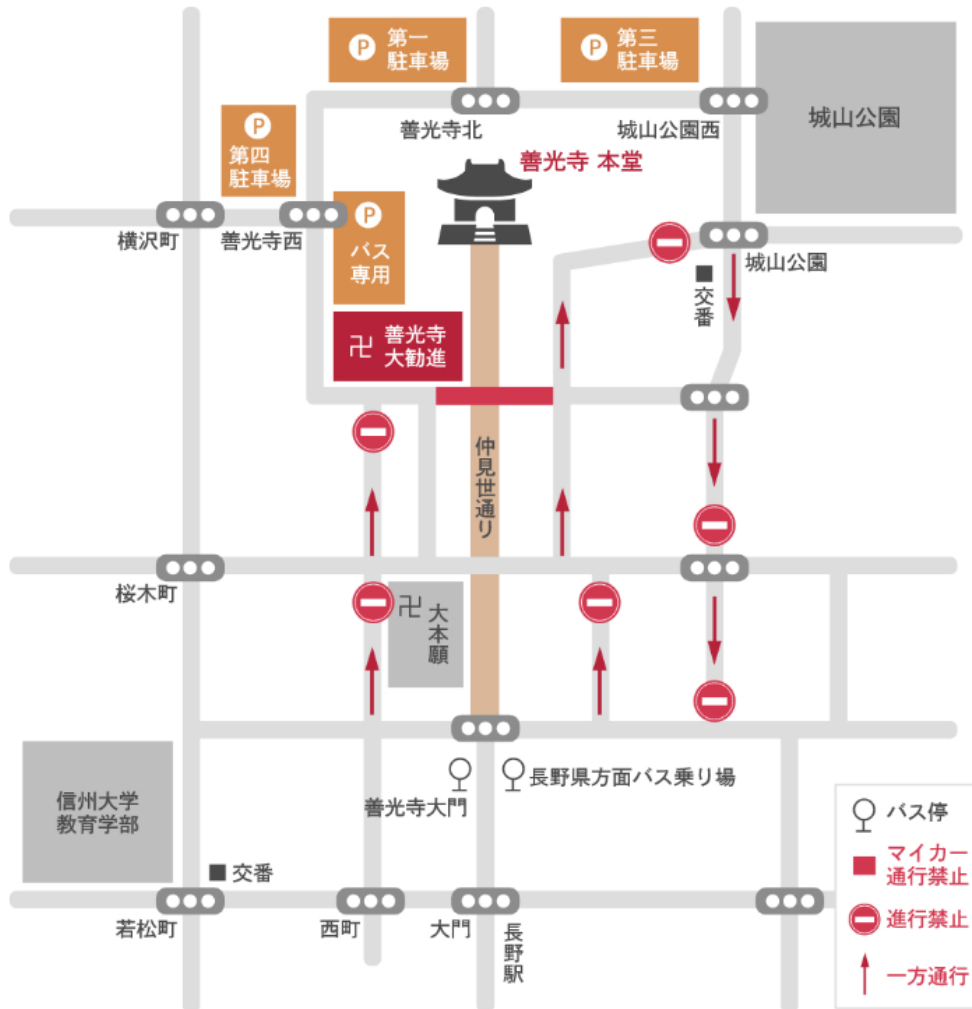 P 第一
駐車場
P 第三
駐車場
城山公園
善光寺北
城山公園西
P
第四
駐車場
善光寺 本堂
横沢町
善光寺西
P
バス
専用
城山公園
交番
卍 善光寺
大勧進
仲見世通り
桜木町
卍 大本願
信州大学
教育学部
善光寺大門
長野県方面バス乗り場
交番
若松町
西町
大門
長野駅
バス停
マイカー
通行禁止
進行禁止
一方通行